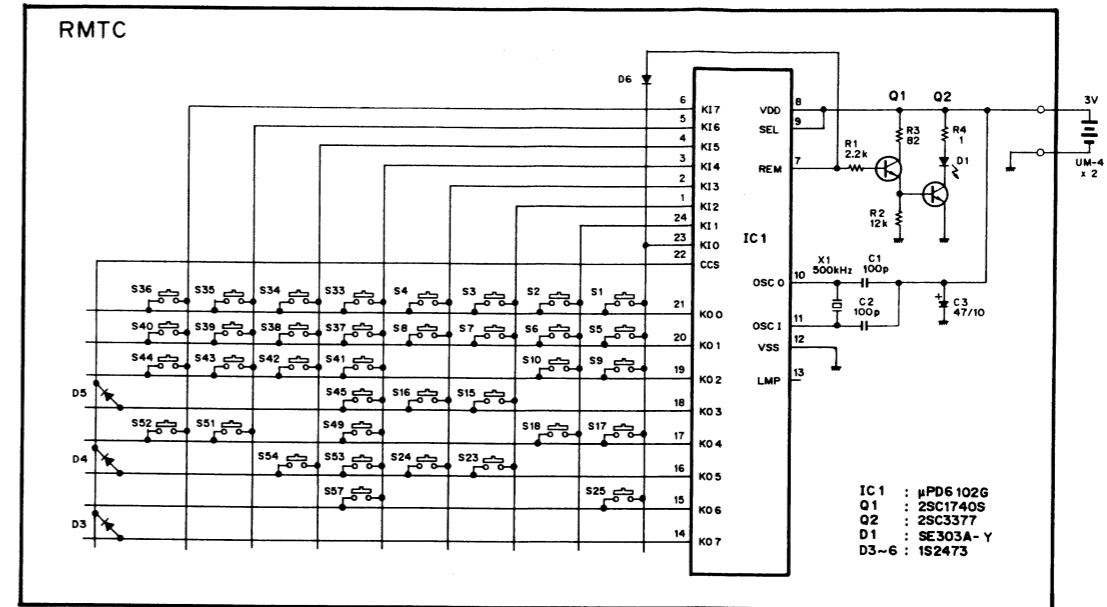 RMTC
D6
6 KI7
5 KI6
4 KI5
3 KI4
2 KI3
1 KI2
24 KI1
23 KI0
22 CCS
21 KO0
20 KO1
19 KO2
18 KO3
17 KO4
16 KO5
15 KO6
14 KO7
IC1
VDD 8
SEL 9
REM 7
OSC O 10
OSC I 11
VSS 12
LMP 13
Q1 Q2
R1
2.2k
R3
82
R4
1
D1
R2
12k
3V
UM-4
x 2
X1
500kHz
C1
100p
C2
100p
C3
47/10
+
S36 S35 S34 S33 S4 S3 S2 S1
S40 S39 S38 S37 S8 S7 S6 S5
S44 S43 S42 S41 S10 S9
D5
S45 S16 S15
S52 S51 S49 S18 S17
D4
S54 S53 S24 S23
S57 S25
D3
IC1 : µPD6102G
Q1 : 2SC1740S
Q2 : 2SC3377
D1 : SE303A-Y
D3~6 : 1S2473